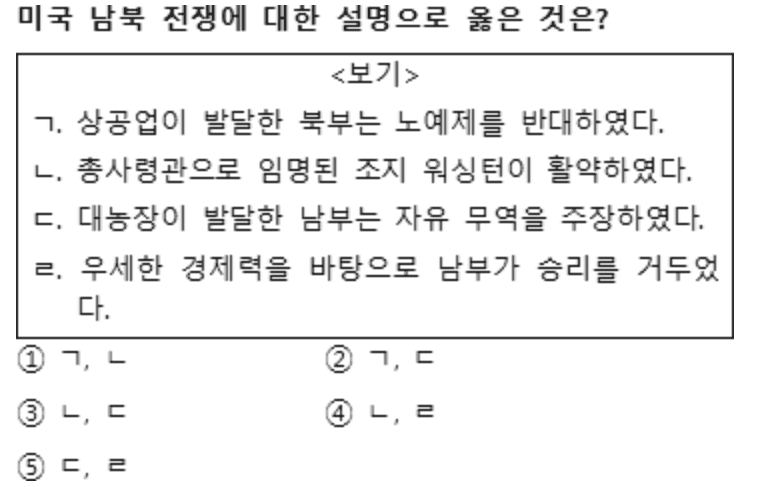 미국 남북 전쟁에 대한 설명으로 옳은 것은?
<보기>
ㄱ. 상공업이 발달한 북부는 노예제를 반대하였다.
ㄴ. 총사령관으로 임명된 조지 워싱턴이 활약하였다.
ㄷ. 대농장이 발달한 남부는 자유 무역을 주장하였다.
ㄹ. 우세한 경제력을 바탕으로 남부가 승리를 거두었
다.
① ㄱ, ㄴ ② ㄱ, ㄷ
③ ㄴ, ㄷ ④ ㄴ, ㄹ
⑤ ㄷ, ㄹ